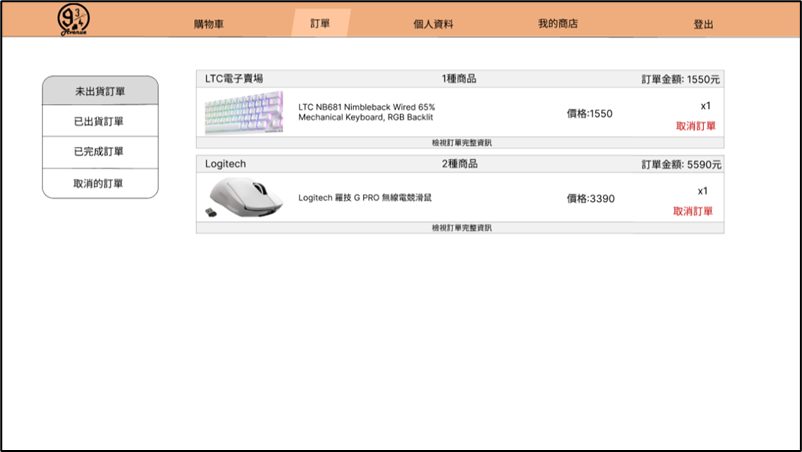 93
Avenue
購物車
訂單
個人資料
我的商店
登出
未出貨訂單
已出貨訂單
已完成訂單
取消的訂單
LTC電子賣場
1種商品
訂單金額: 1550元
LTC NB681 Nimbleback Wired 65%
Mechanical Keyboard, RGB Backlit
價格:1550
x1
取消訂單
檢視訂單完整資訊
Logitech
2種商品
訂單金額: 5590元
Logitech 羅技 G PRO 無線電競滑鼠
價格:3390
x1
取消訂單
檢視訂單完整資訊